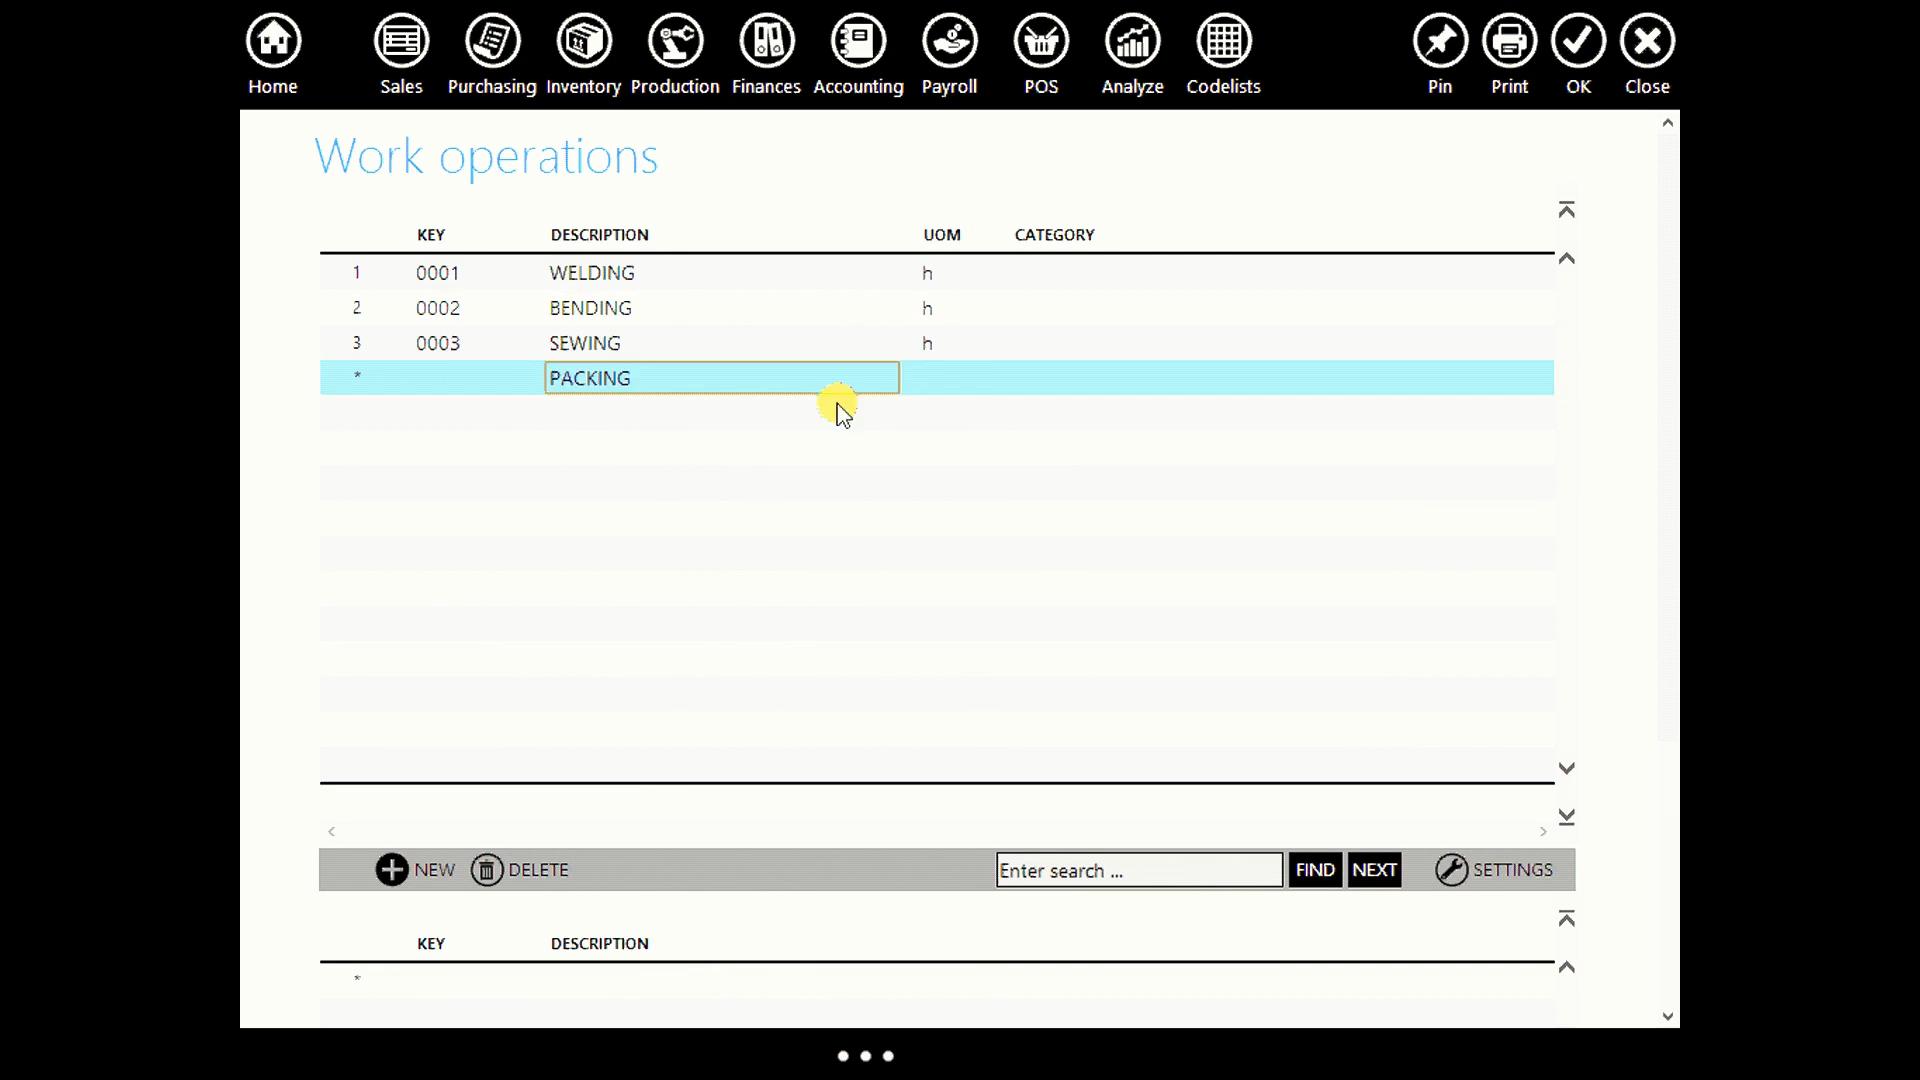 Home Sales Purchasing Inventory Production Finances Accounting Payroll POS Analyze Codelists Pin Print OK Close
Work operations
KEY DESCRIPTION UOM CATEGORY
1 0001 WELDING h
2 0002 BENDING h
3 0003 SEWING h
* PACKING
NEW DELETE Enter search ... FIND NEXT SETTINGS
KEY DESCRIPTION
*